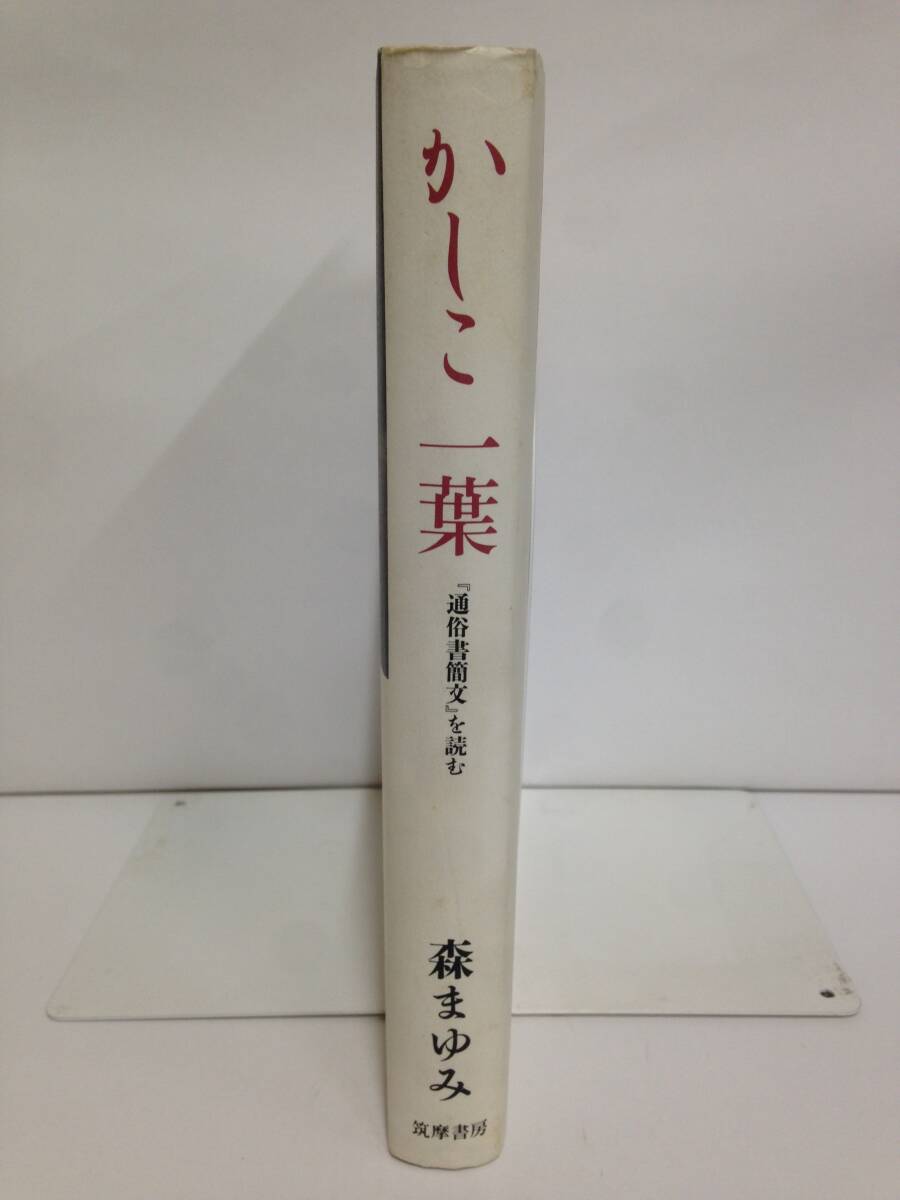 かしこ 一葉
『通俗書簡文』を読む
森まゆみ
筑摩書房